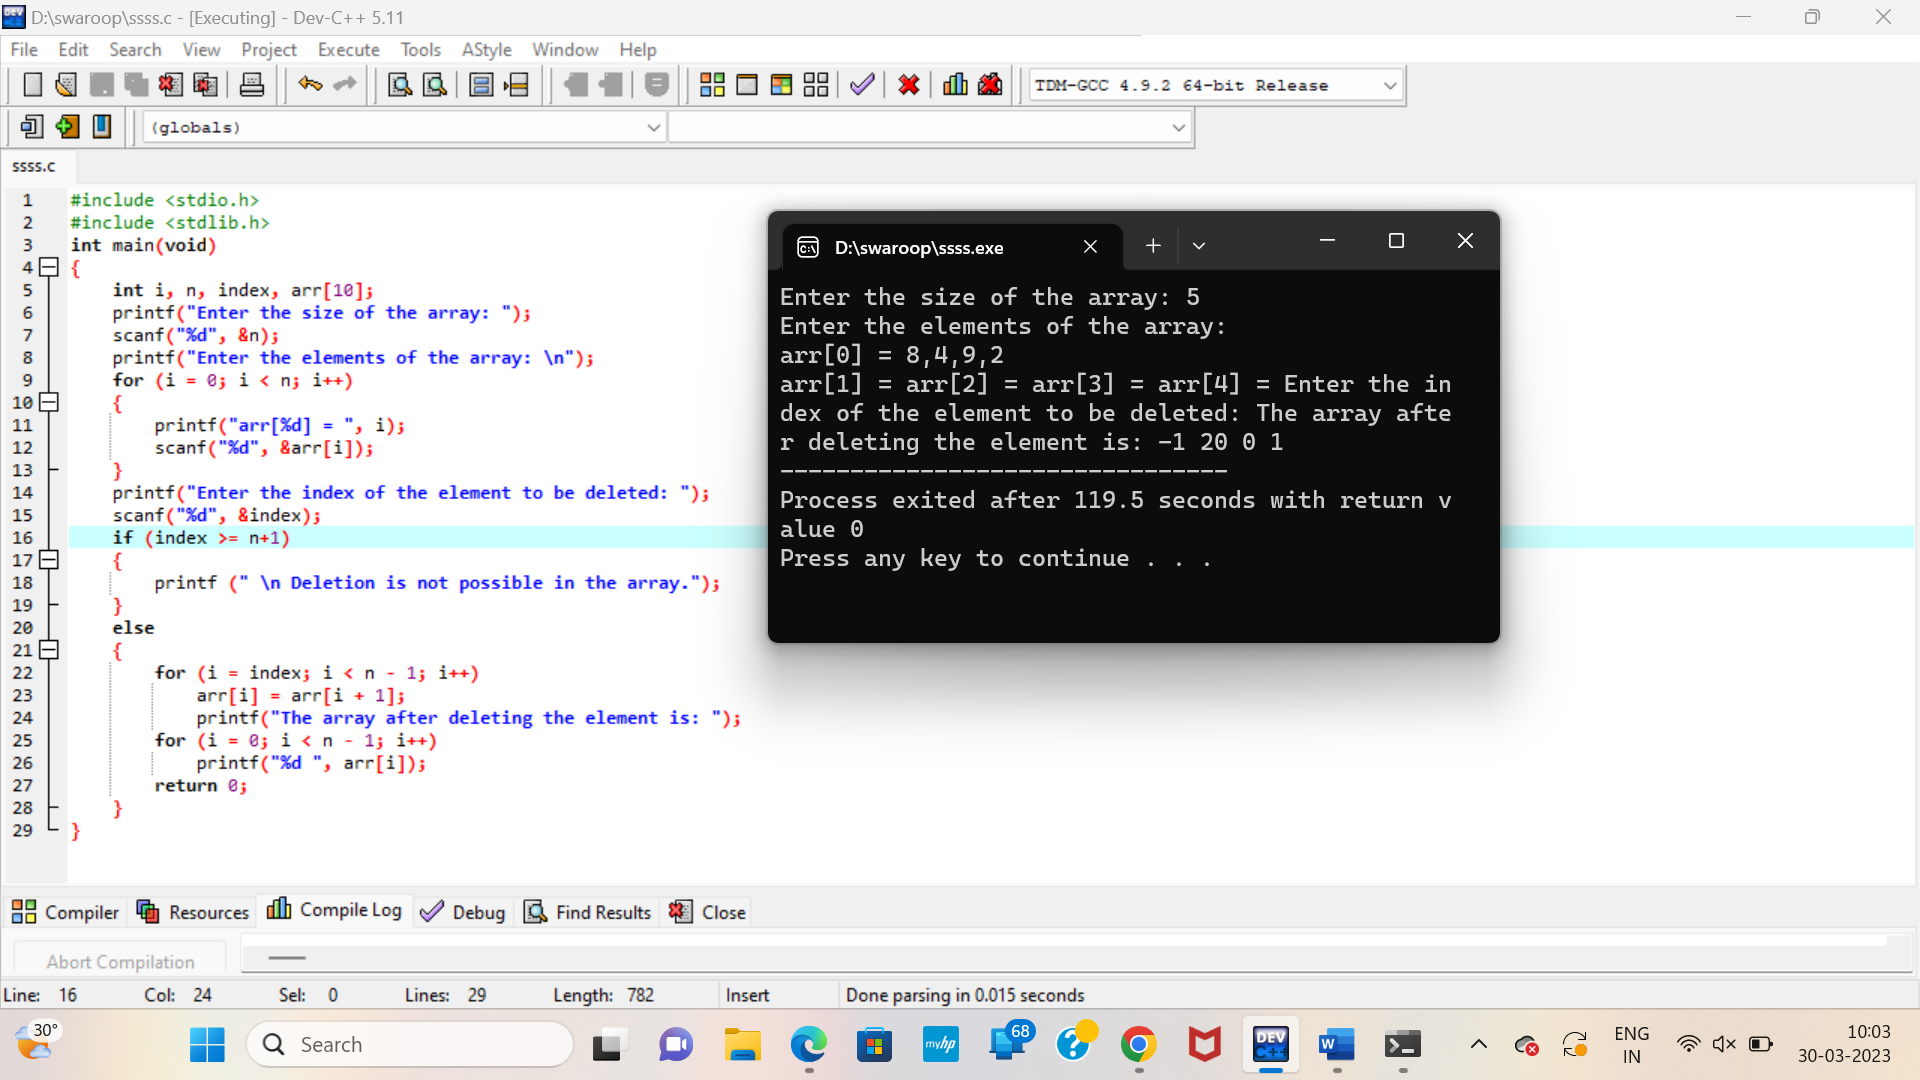 D:\swaroop\ssss.c - [Executing] - Dev-C++ 5.11
File Edit Search View Project Execute Tools AStyle Window Help
TDM-GCC 4.9.2 64-bit Release
(globals)
ssss.c
1 #include <stdio.h>
2 #include <stdlib.h>
3 int main(void)
4 {
5 int i, n, index, arr[10];
6 printf("Enter the size of the array: ");
7 scanf("%d", &n);
8 printf("Enter the elements of the array: \n");
9 for (i = 0; i < n; i++)
10 {
11 printf("arr[%d] = ", i);
12 scanf("%d", &arr[i]);
13 }
14 printf("Enter the index of the element to be deleted: ");
15 scanf("%d", &index);
16 if (index >= n+1)
17 {
18 printf (" \n Deletion is not possible in the array.");
19 }
20 else
21 {
22 for (i = index; i < n - 1; i++)
23 arr[i] = arr[i + 1];
24 printf("The array after deleting the element is: ");
25 for (i = 0; i < n - 1; i++)
26 printf("%d ", arr[i]);
27 return 0;
28 }
29 }
D:\swaroop\ssss.exe
Enter the size of the array: 5
Enter the elements of the array:
arr[0] = 8,4,9,2
arr[1] = arr[2] = arr[3] = arr[4] = Enter the in
dex of the element to be deleted: The array afte
r deleting the element is: -1 20 0 1
--------------------------------
Process exited after 119.5 seconds with return v
alue 0
Press any key to continue . . .
Compiler Resources Compile Log Debug Find Results Close
Abort Compilation
Line: 16 Col: 24 Sel: 0 Lines: 29 Length: 782 Insert Done parsing in 0.015 seconds
30°
Search
myhp
68
DEV
C++
W
ENG
IN
10:03
30-03-2023